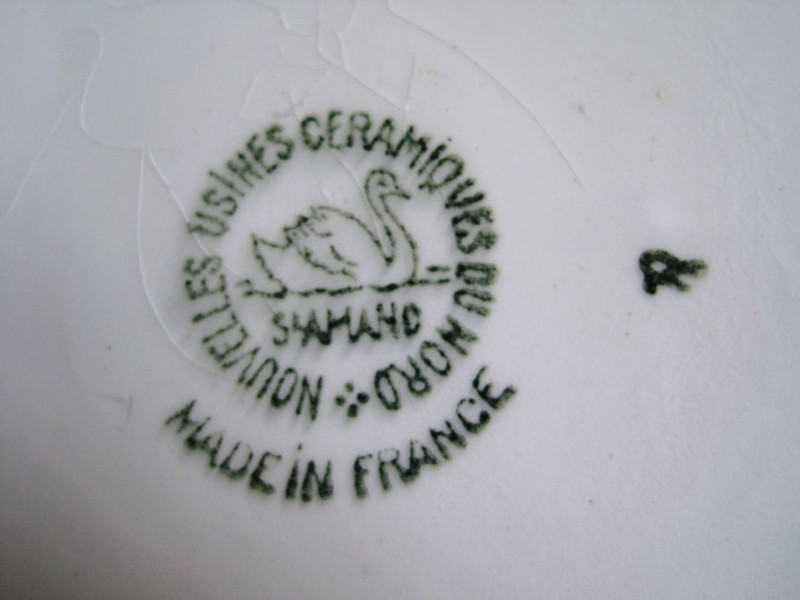 NOUVELLES USINES CERAMIQUES DU NORD
St AMAND
MADE IN FRANCE
R